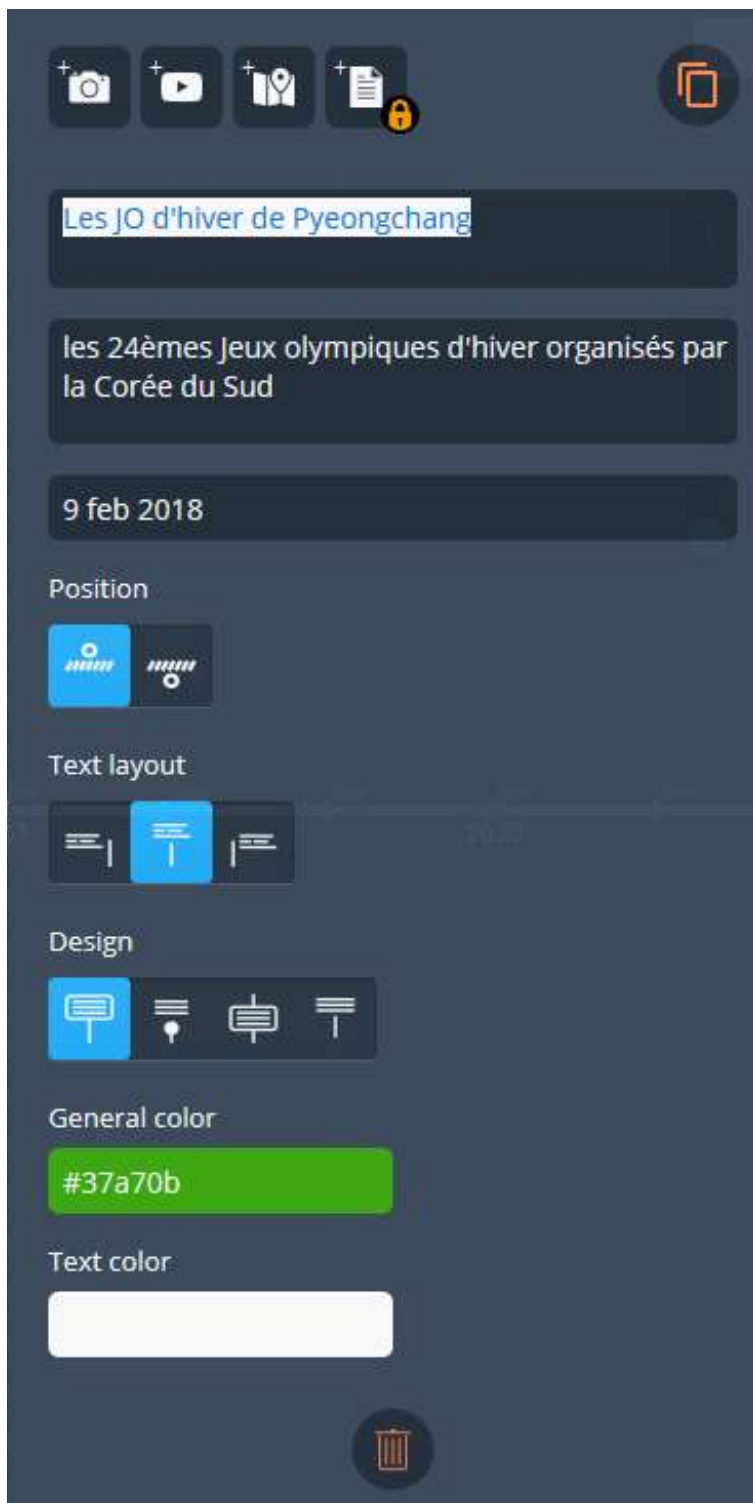 Les JO d'hiver de Pyeongchang
les 24èmes Jeux olympiques d'hiver organisés par
la Corée du Sud
9 feb 2018
Position
Text layout
Design
General color
#37a70b
Text color